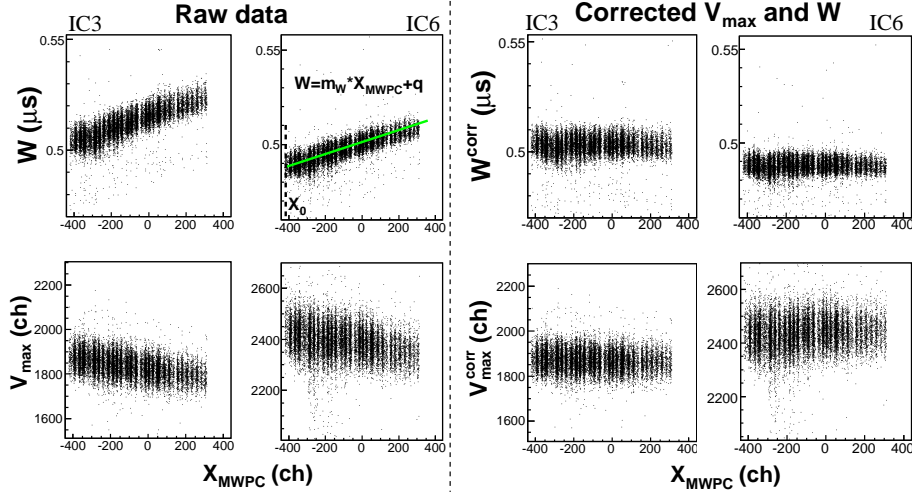 Raw data
Corrected V_max and W
IC3
IC6
IC3
IC6
0.55
0.5
W (μs)
-400 -200 0 200 400
0.55
0.5
W=m_W*X_MWPC+q
X_0
-400 -200 0 200 400
0.55
0.5
W^corr (μs)
-400 -200 0 200 400
0.55
0.5
-400 -200 0 200 400
2200
2000
1800
1600
V_max (ch)
-400 -200 0 200 400
2600
2400
2200
-400 -200 0 200 400
2200
2000
1800
1600
V_max^corr (ch)
-400 -200 0 200 400
2600
2400
2200
-400 -200 0 200 400
X_MWPC (ch)
X_MWPC (ch)